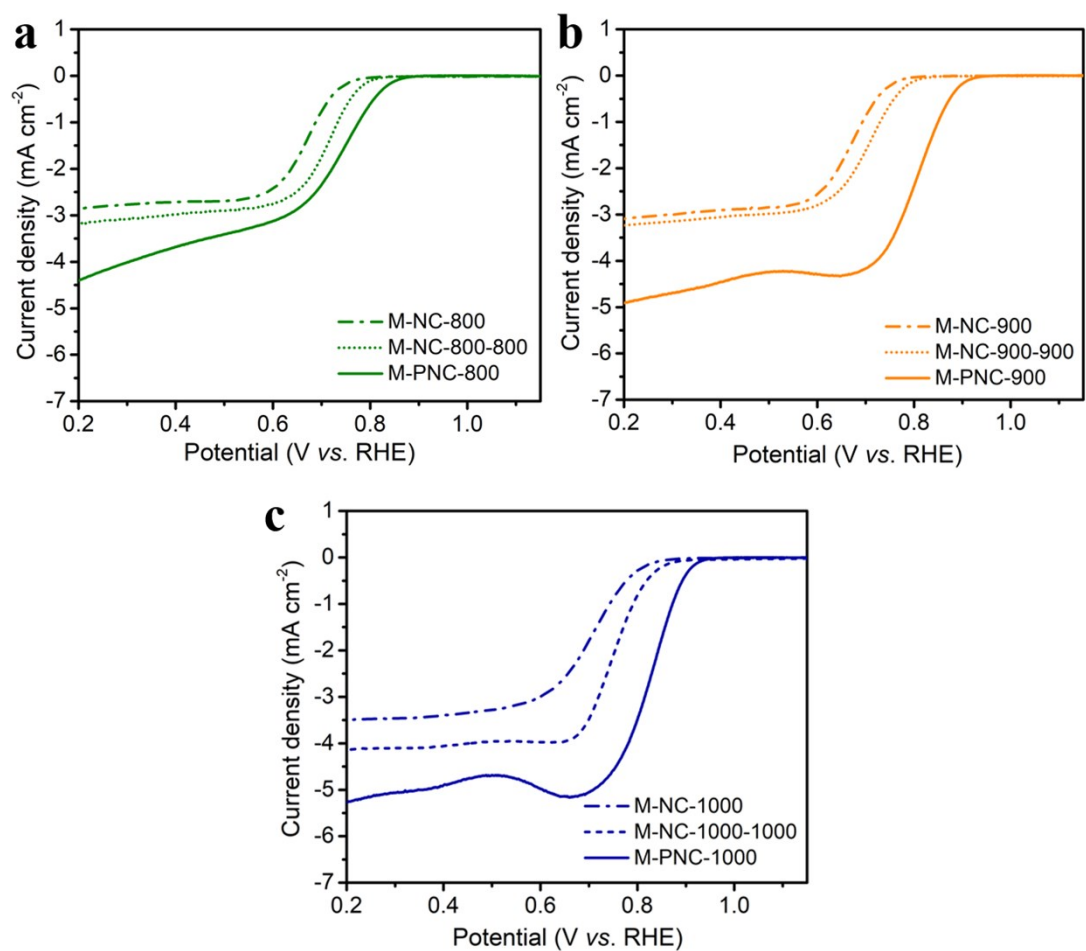 a
1
0
-1
-2
-3
-4
-5
-6
-7
Current density (mA cm⁻²)
M-NC-800
M-NC-800-800
M-PNC-800
0.2 0.4 0.6 0.8 1.0
Potential (V vs. RHE)
b
1
0
-1
-2
-3
-4
-5
-6
-7
Current density (mA cm⁻²)
M-NC-900
M-NC-900-900
M-PNC-900
0.2 0.4 0.6 0.8 1.0
Potential (V vs. RHE)
c
1
0
-1
-2
-3
-4
-5
-6
-7
Current density (mA cm⁻²)
M-NC-1000
M-NC-1000-1000
M-PNC-1000
0.2 0.4 0.6 0.8 1.0
Potential (V vs. RHE)